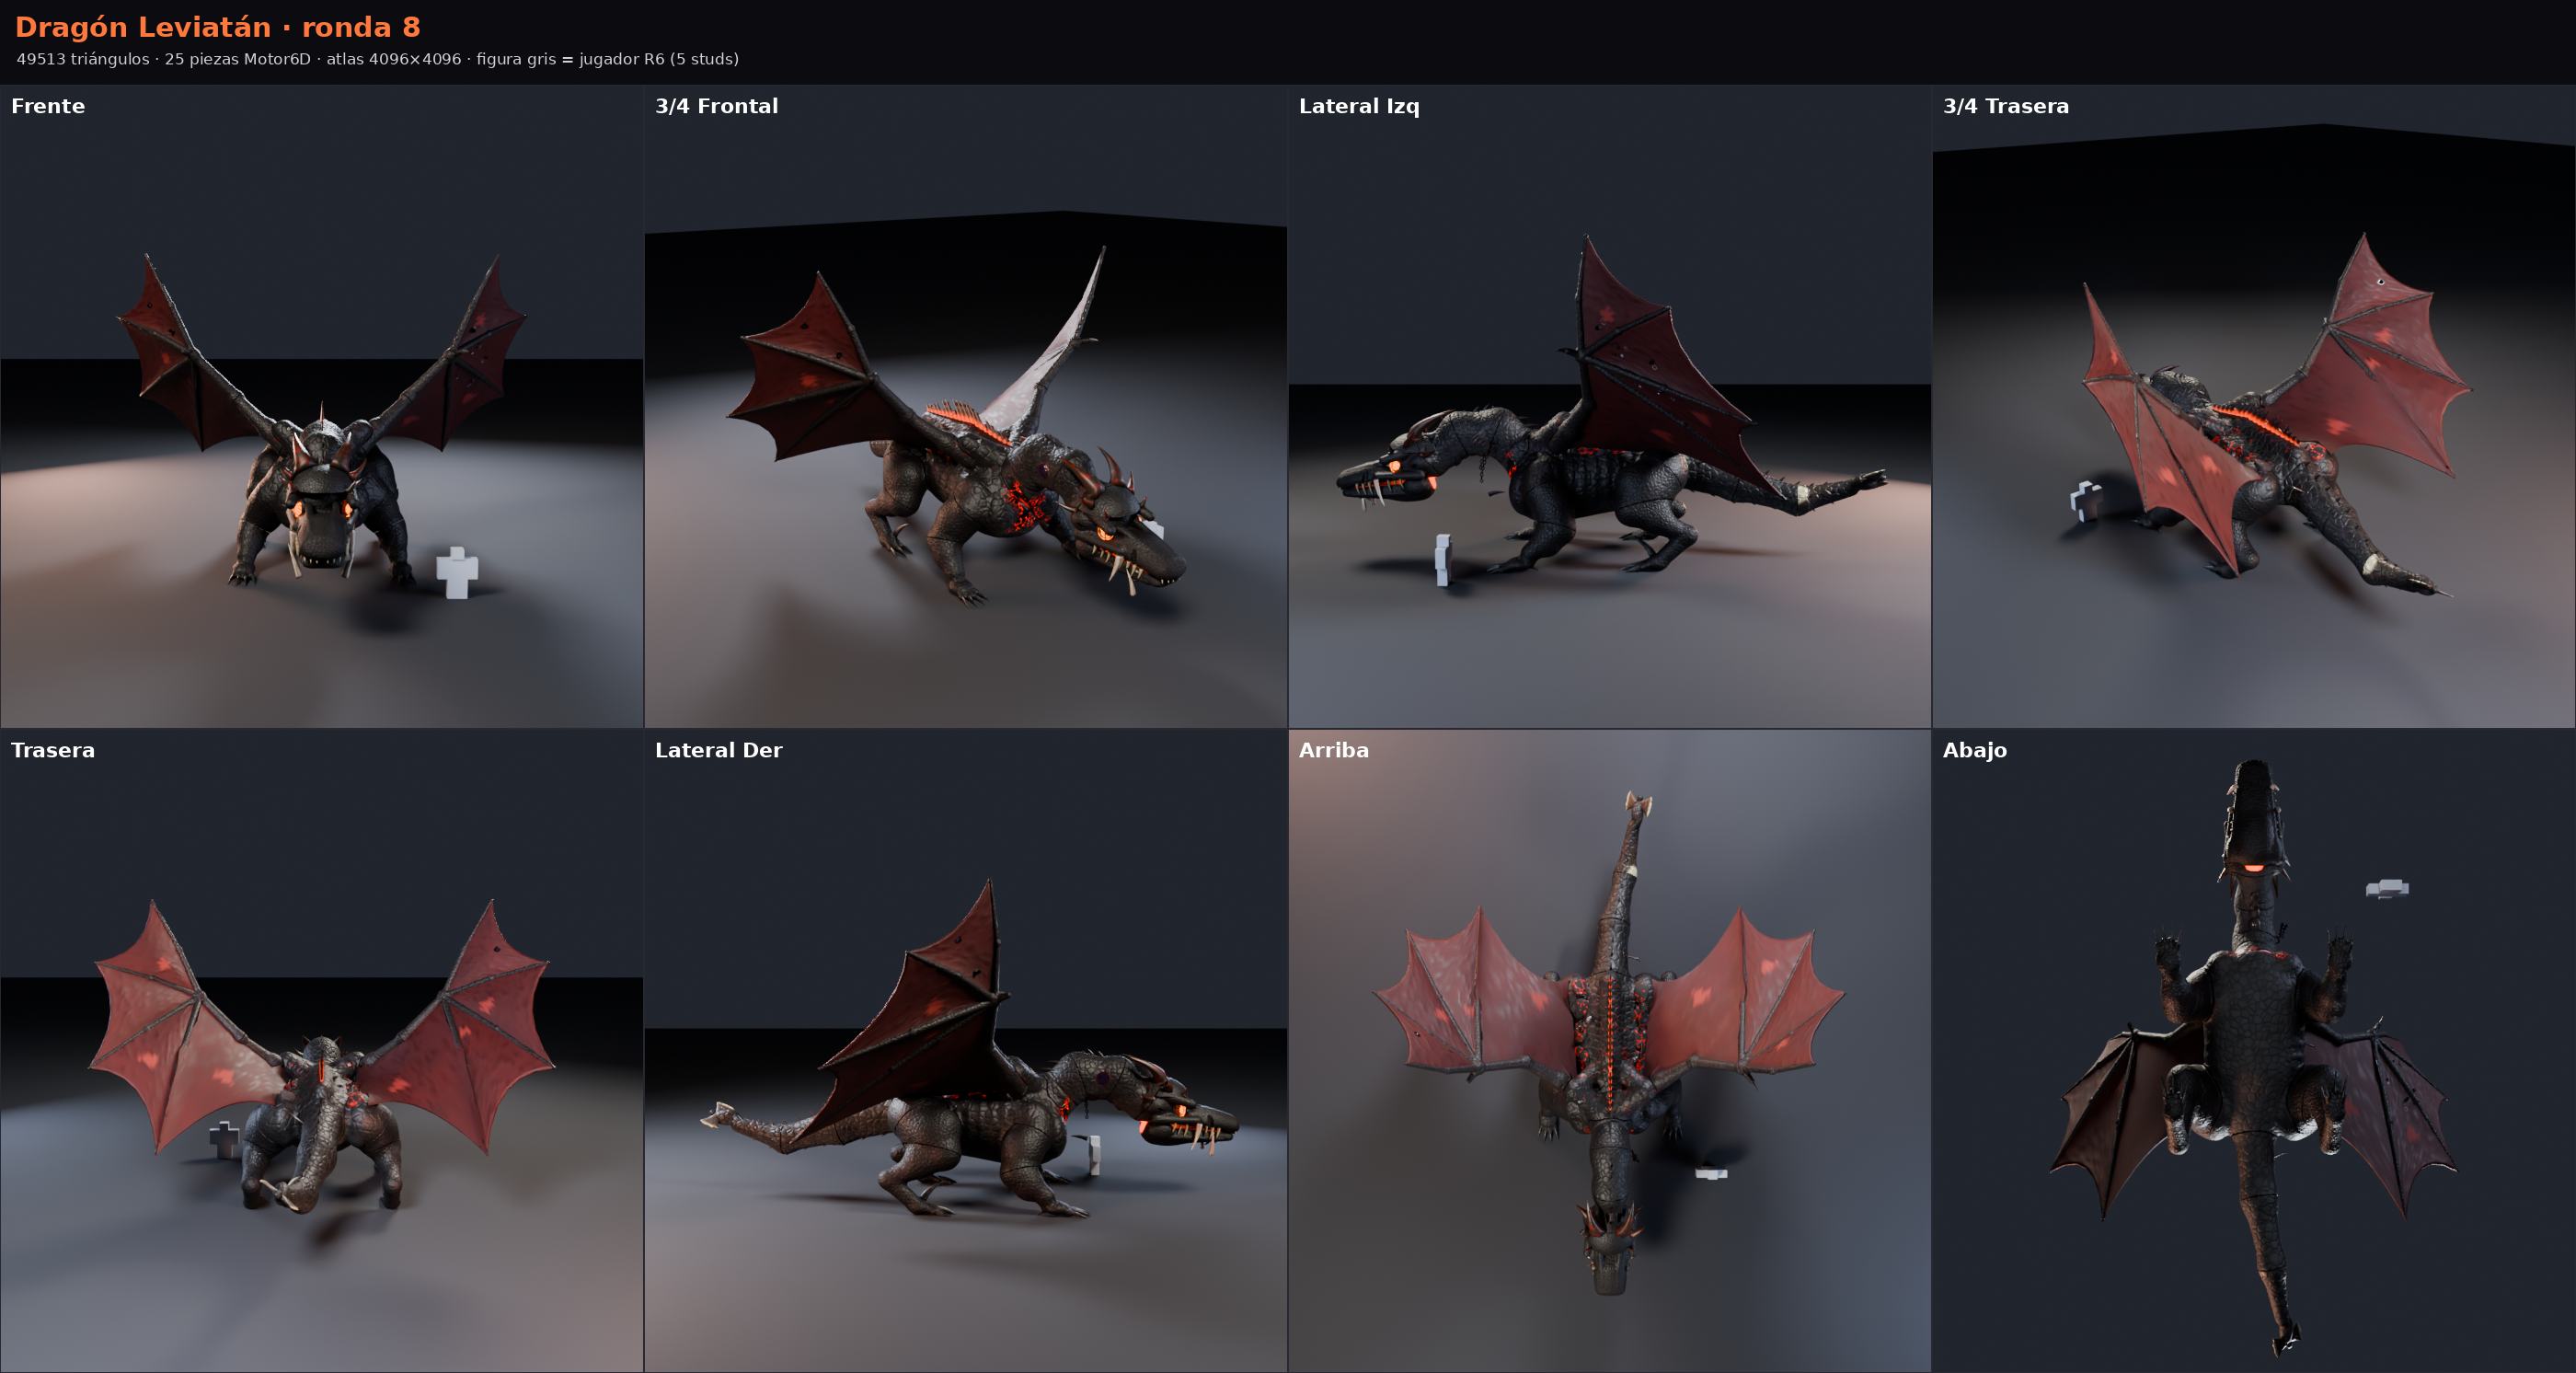 Dragón Leviatán · ronda 8
49513 triángulos · 25 piezas Motor6D · atlas 4096×4096 · figura gris = jugador R6 (5 studs)
Frente
3/4 Frontal
Lateral Izq
3/4 Trasera
Trasera
Lateral Der
Arriba
Abajo